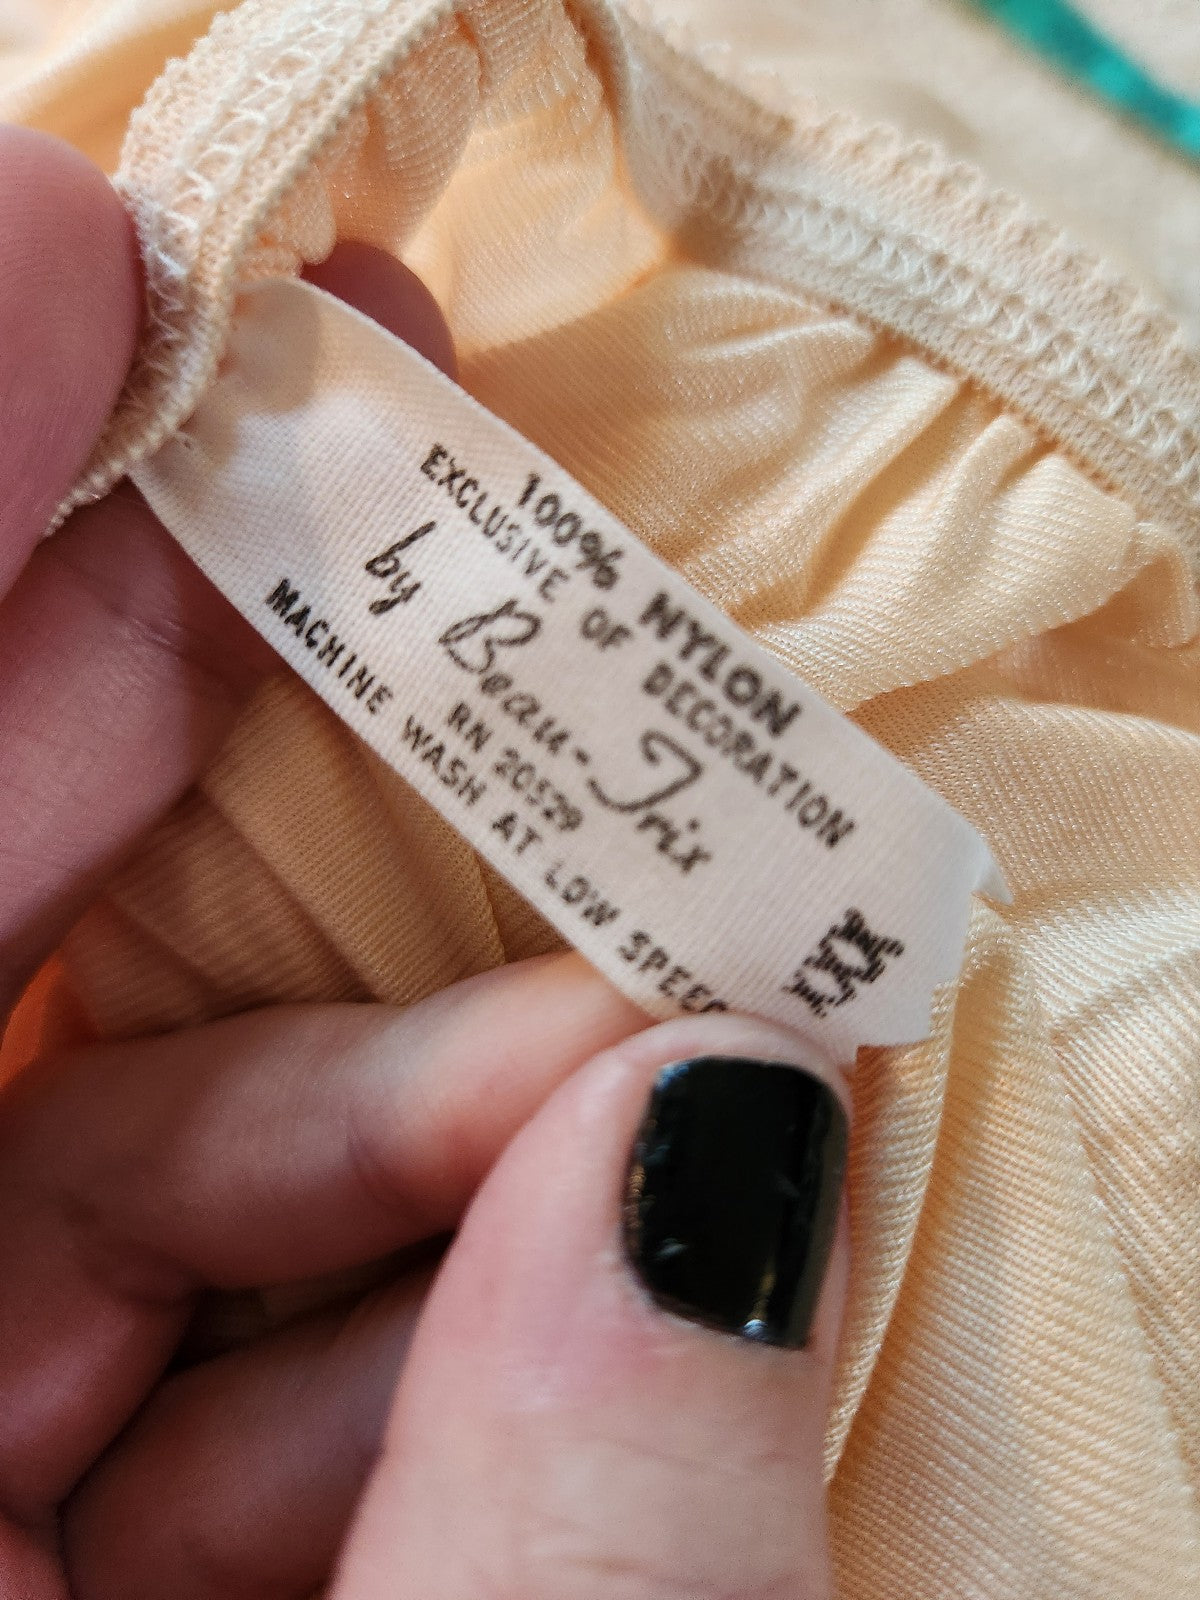 100% NYLON
EXCLUSIVE OF DECORATION
by Beau-Trix
RN 20529
MACHINE WASH AT LOW SPEED